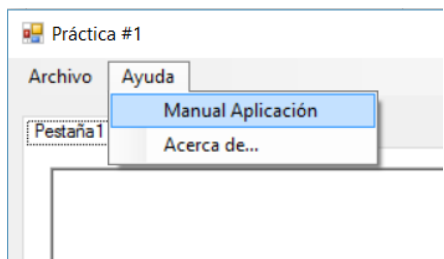 Práctica #1
Archivo Ayuda
Manual Aplicación
Pestaña1
Acerca de...